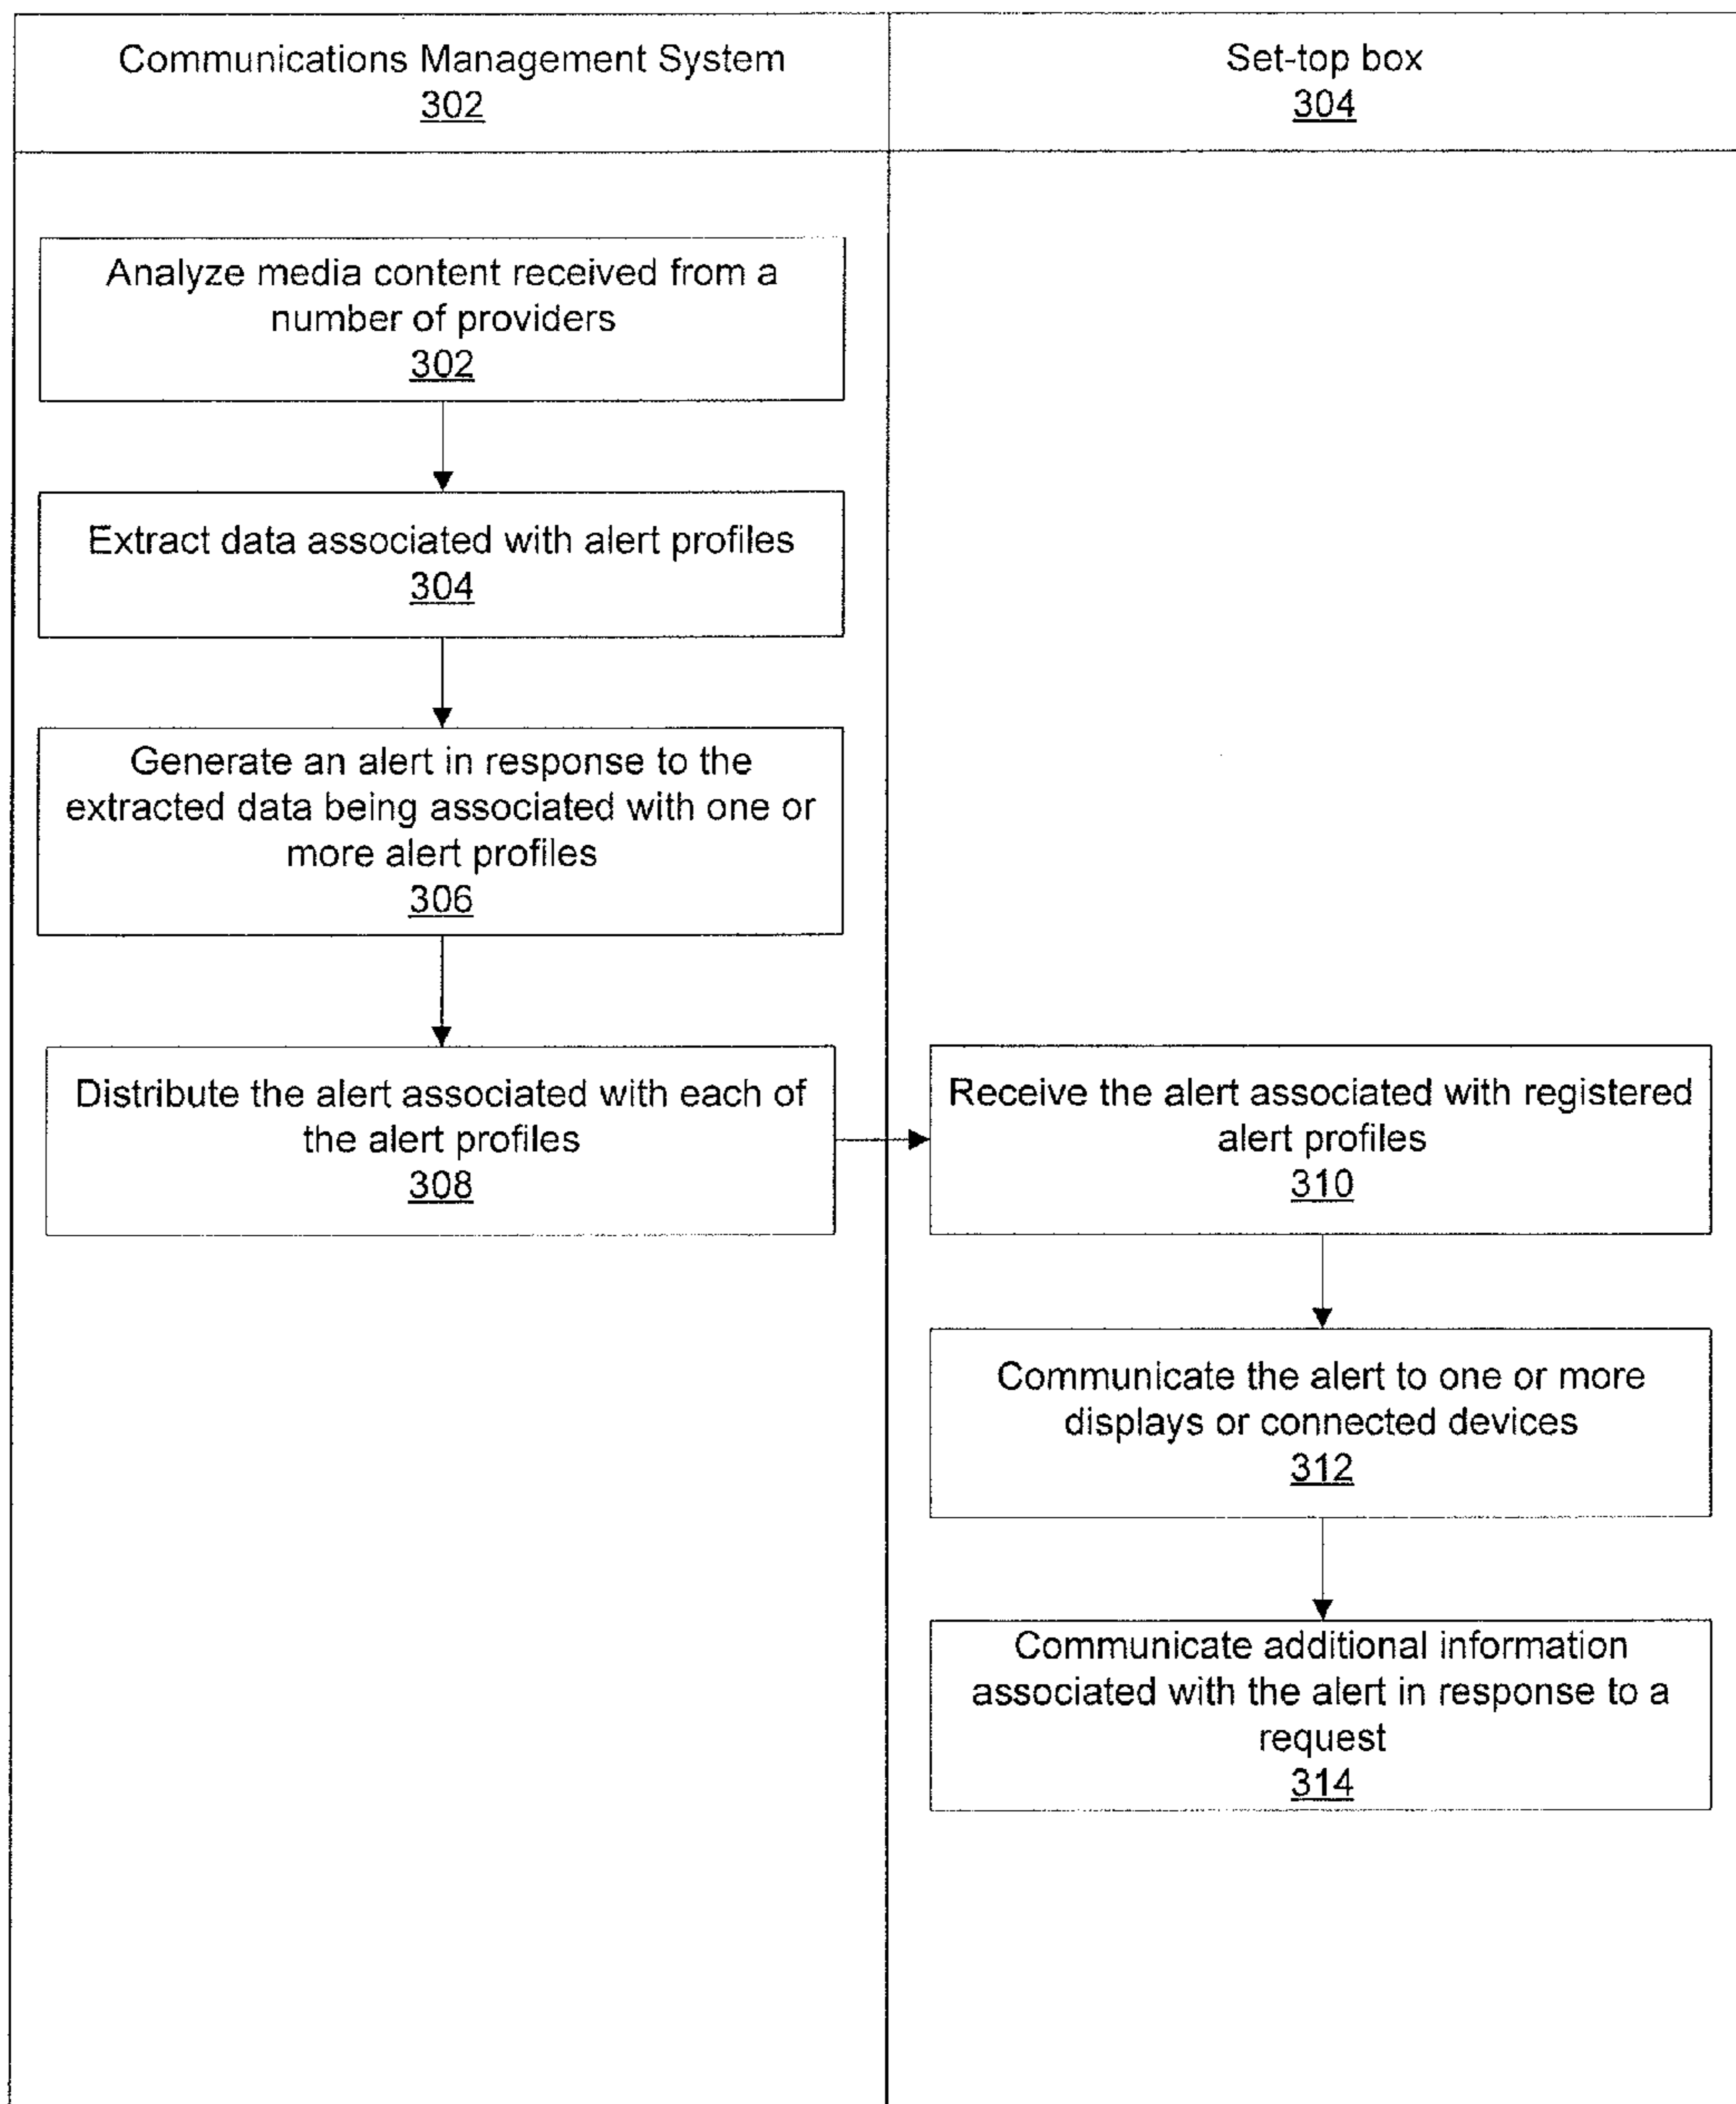 Communications Management System
302
Set-top box
304
Analyze media content received from a
number of providers
302
Extract data associated with alert profiles
304
Generate an alert in response to the
extracted data being associated with one or
more alert profiles
306
Distribute the alert associated with each of
the alert profiles
308
Receive the alert associated with registered
alert profiles
310
Communicate the alert to one or more
displays or connected devices
312
Communicate additional information
associated with the alert in response to a
request
314